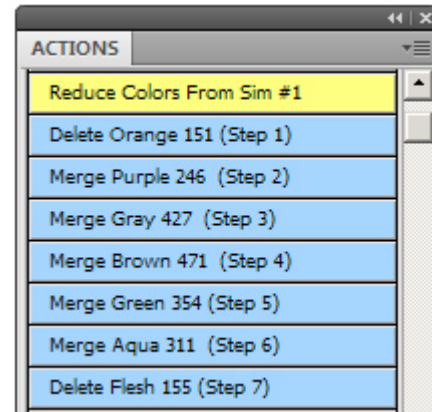 ACTIONS
Reduce Colors From Sim #1
Delete Orange 151 (Step 1)
Merge Purple 246  (Step 2)
Merge Gray 427  (Step 3)
Merge Brown 471  (Step 4)
Merge Green 354 (Step 5)
Merge Aqua 311  (Step 6)
Delete Flesh 155 (Step 7)